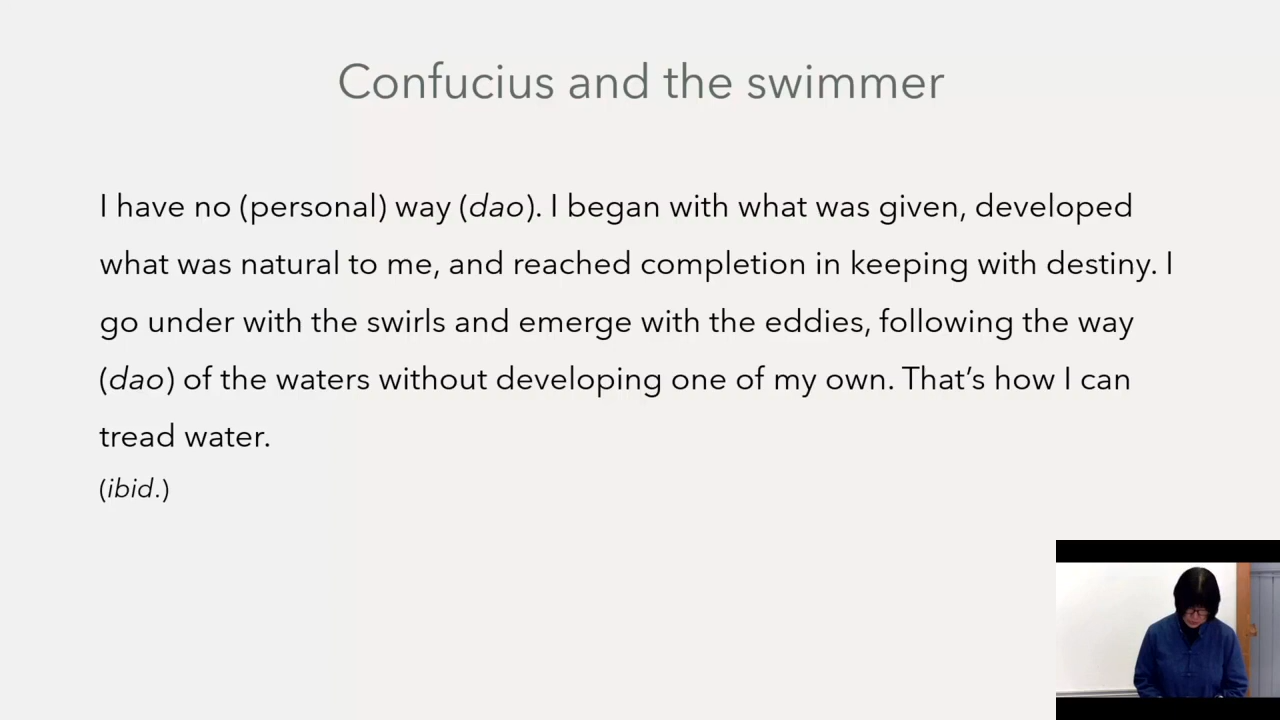 Confucius and the swimmer
I have no (personal) way (dao). I began with what was given, developed
what was natural to me, and reached completion in keeping with destiny. I
go under with the swirls and emerge with the eddies, following the way
(dao) of the waters without developing one of my own. That’s how I can
tread water.
(ibid.)